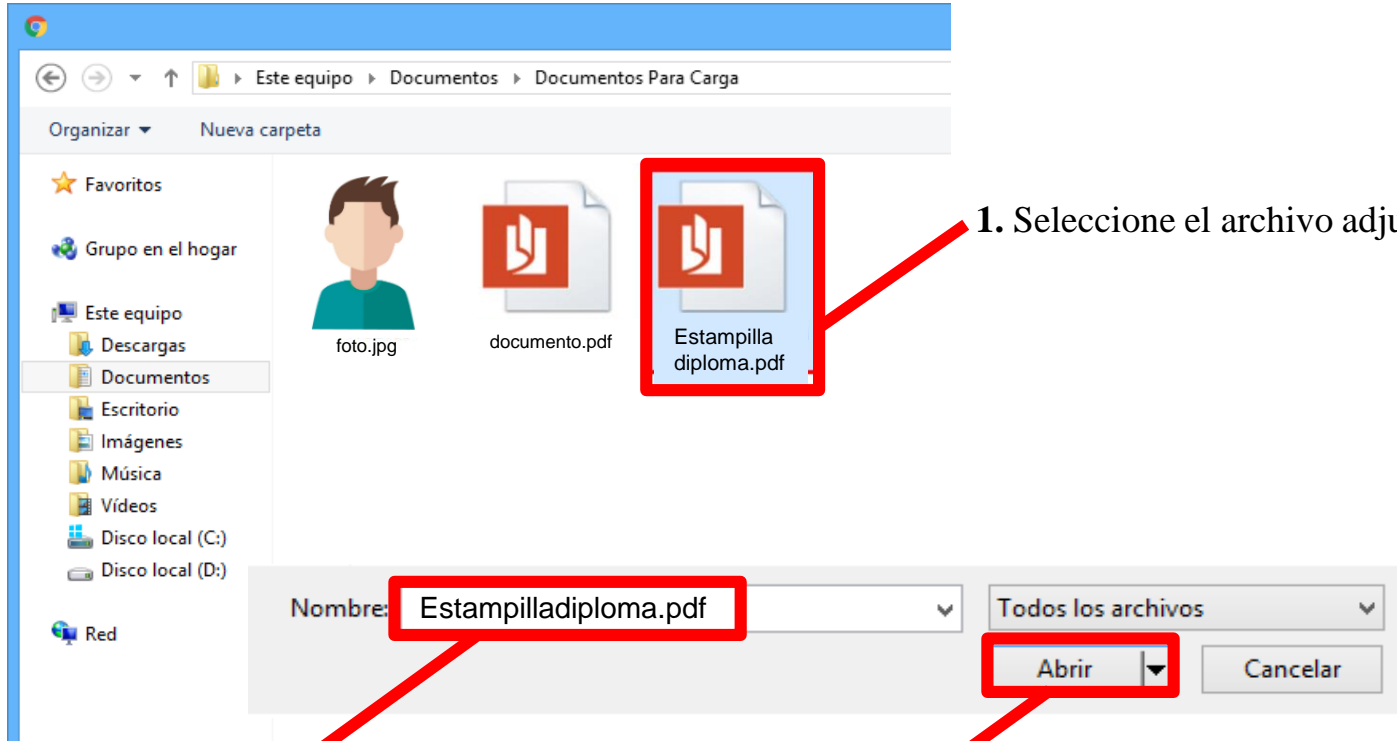 Este equipo Documentos Documentos Para Carga
Organizar Nueva carpeta
Favoritos
Grupo en el hogar
Este equipo
Descargas
Documentos
Escritorio
Imágenes
Música
Vídeos
Disco local (C:)
Disco local (D:)
Red
foto.jpg
documento.pdf
Estampilla
diploma.pdf
1. Seleccione el archivo adju
Nombre: Estampilladiploma.pdf
Todos los archivos
Abrir Cancelar